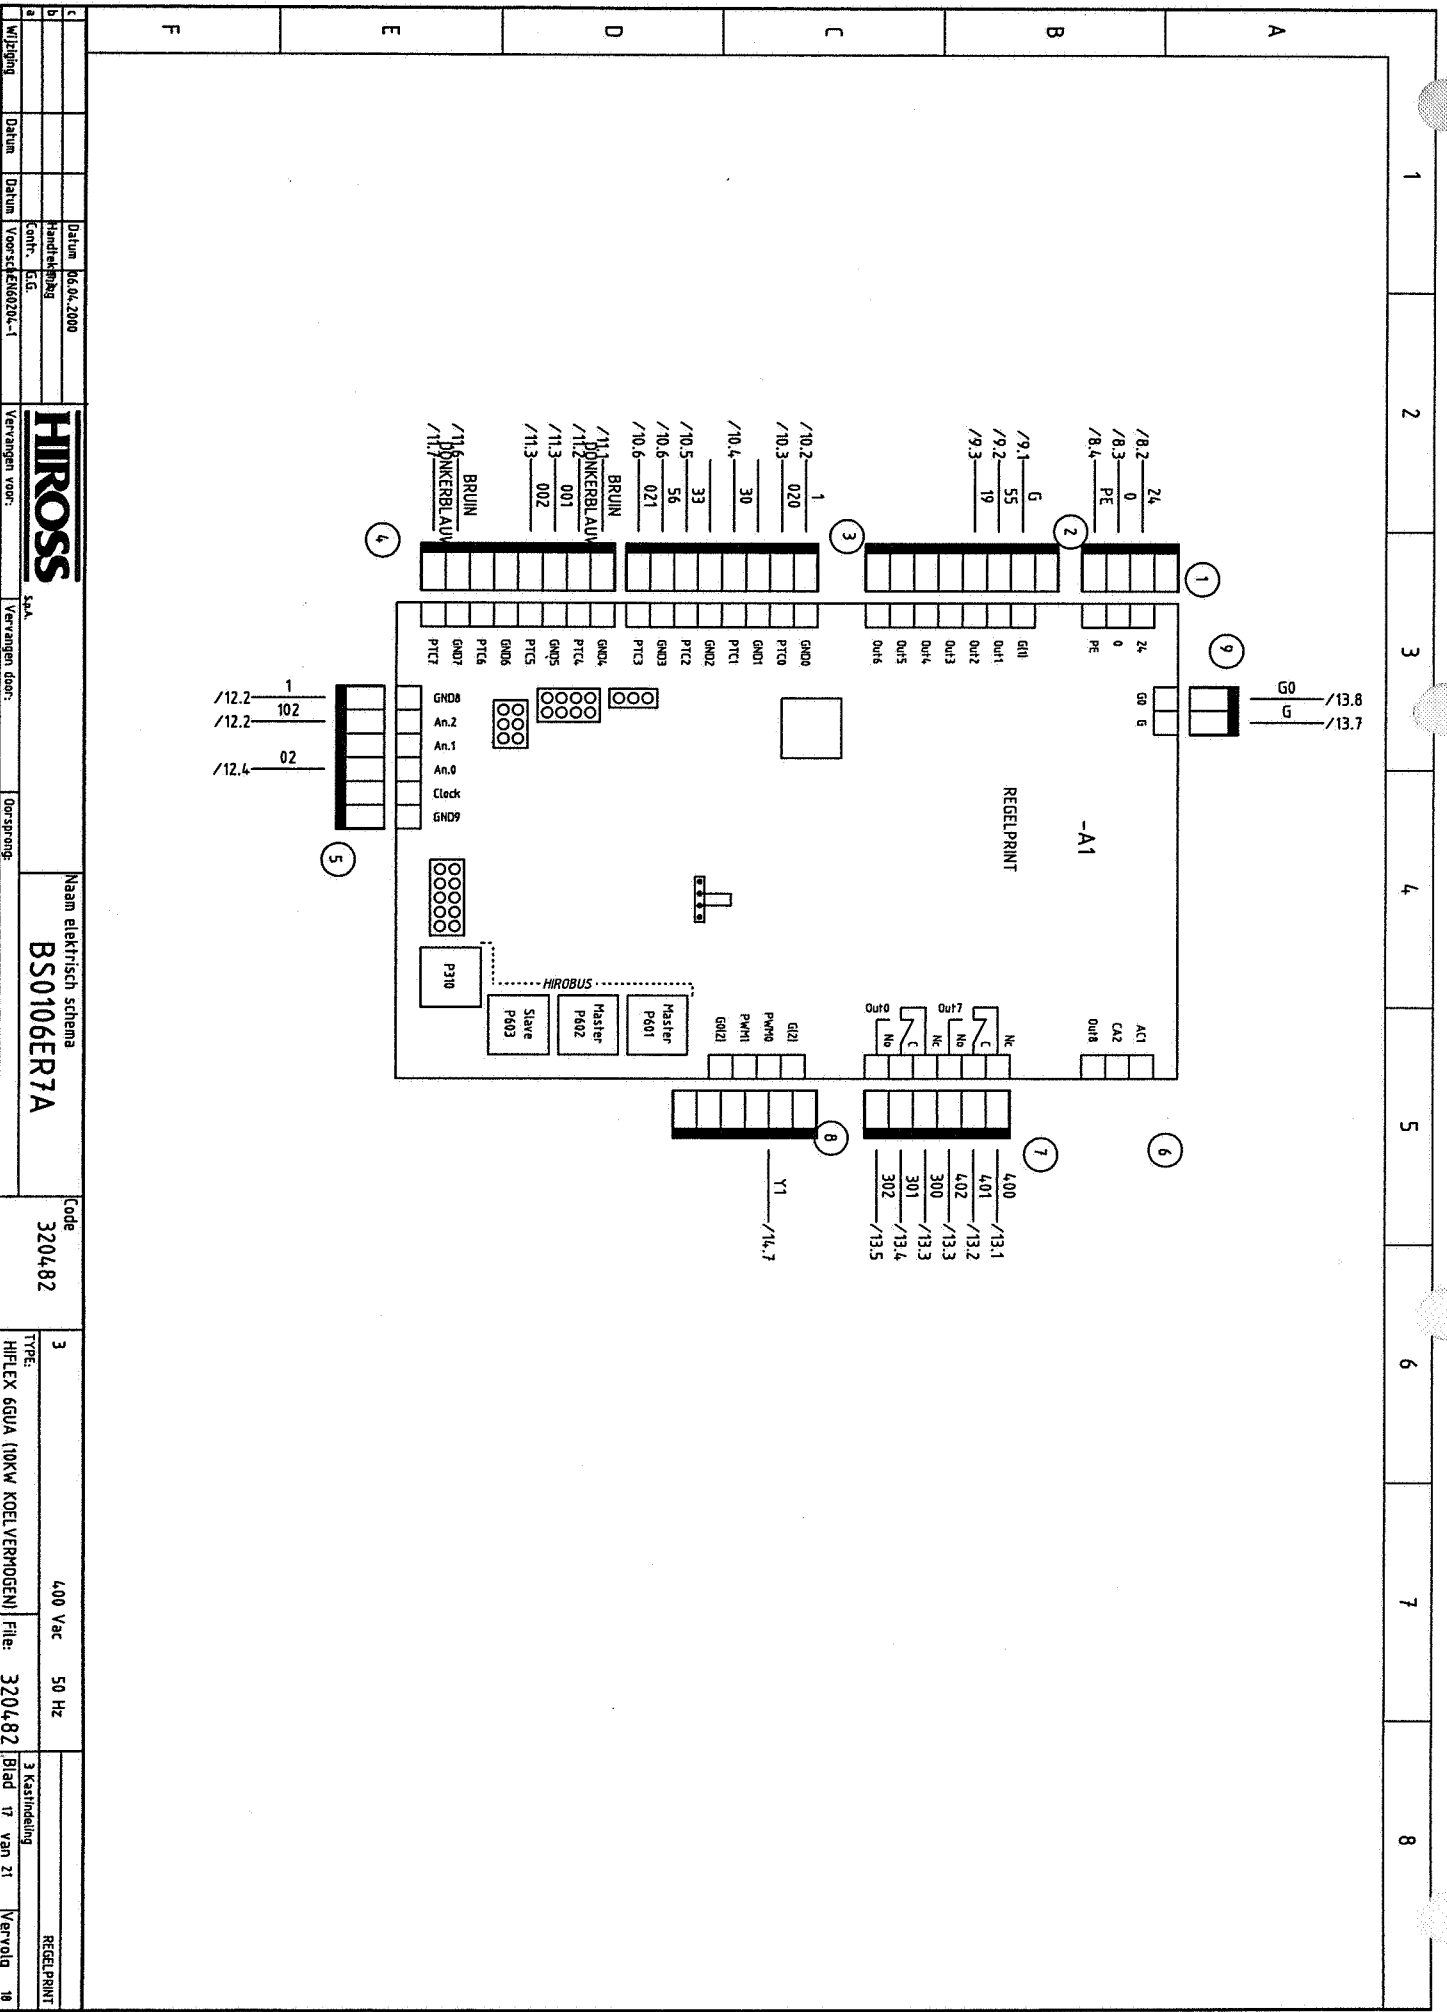 1
2
3
4
5
6
7
8
A
B
C
D
E
F
G0
G
/13.8
/13.7
9
1
2
3
4
24
0
PE
/8.2
/8.3
/8.4
G
55
19
/9.1
/9.2
/9.3
1
020
30
33
56
021
/10.2
/10.3
/10.4
/10.5
/10.6
/10.6
BRUIN
DONKERBLAUW
001
002
/11.1
/11.2
/11.3
/11.3
BRUIN
DONKERBLAUW
/11.6
/11.7
G0
G
24
0
PE
G(1)
Out1
Out2
Out3
Out4
Out5
Out6
GND0
PTC0
GND1
PTC1
GND2
PTC2
GND3
PTC3
GND4
PTC4
GND5
PTC5
GND6
PTC6
GND7
PTC7
-A1
REGELPRINT
GND8
An.2
An.1
An.0
Clock
GND9
1
102
02
/12.2
/12.2
/12.4
5
HIROBUS
P310
Slave
P603
Master
P602
Master
P601
AC1
CA2
Out8
Nc
C
No
Out7
Nc
C
No
Out0
G(2)
PWM0
PWM1
G0(2)
6
7
8
400
401
402
300
301
302
/13.1
/13.2
/13.3
/13.3
/13.4
/13.5
Y1
/14.7
c
b
a
Wijziging
Datum
Datum
Datum
06.04.2000
Handtekening
Contr.
G.G.
Voorschr.
EN60204-1
HIROSS
S.p.A.
Vervangen voor:
Vervangen door:
Oorsprong:
Naam elektrisch schema
BS0106ER7A
Code
320482
3
400 Vac
50 Hz
TYPE:
HIFLEX 6GUA (10KW KOELVERMOGEN)
File:
320482
REGELPRINT
3 Kastindeling
Blad 17 van 21
Vervolg 18